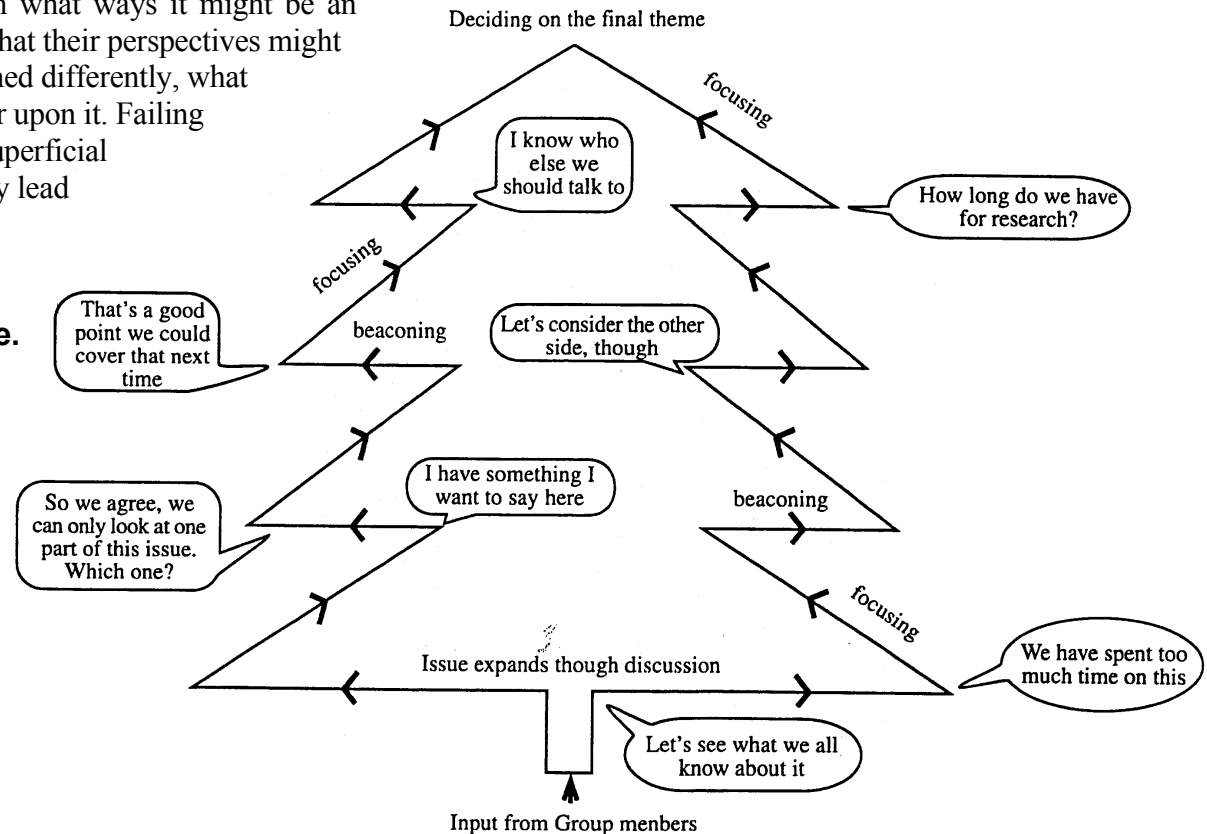 n what ways it might be an
hat their perspectives might
ned differently, what
r upon it. Failing
uperficial
y lead
e.
Deciding on the final theme
focusing
I know who
else we
should talk to
How long do we have
for research?
focusing
That's a good
point we could
cover that next
time
beaconing
Let's consider the other
side, though
I have something I
want to say here
So we agree, we
can only look at one
part of this issue.
Which one?
beaconing
focusing
Issue expands though discussion
We have spent too
much time on this
Let's see what we all
know about it
Input from Group menbers